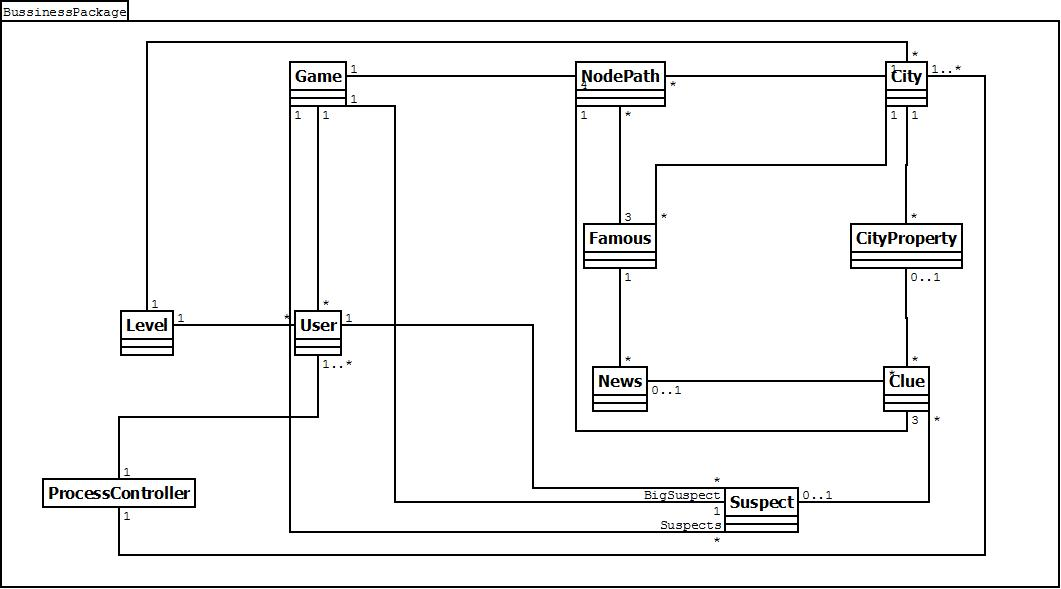 BussinessPackage
*
Game
1
NodePath
4
*
1
City
1..*
1
1
1
1
*
1
1
3
*
*
Famous
CityProperty
1
0..1
1
*
Level
1
*
User
1
1..*
*
*
News
0..1
*
Clue
3
*
1
ProcessController
*
BigSuspect
Suspect
0..1
1
1
Suspects
*